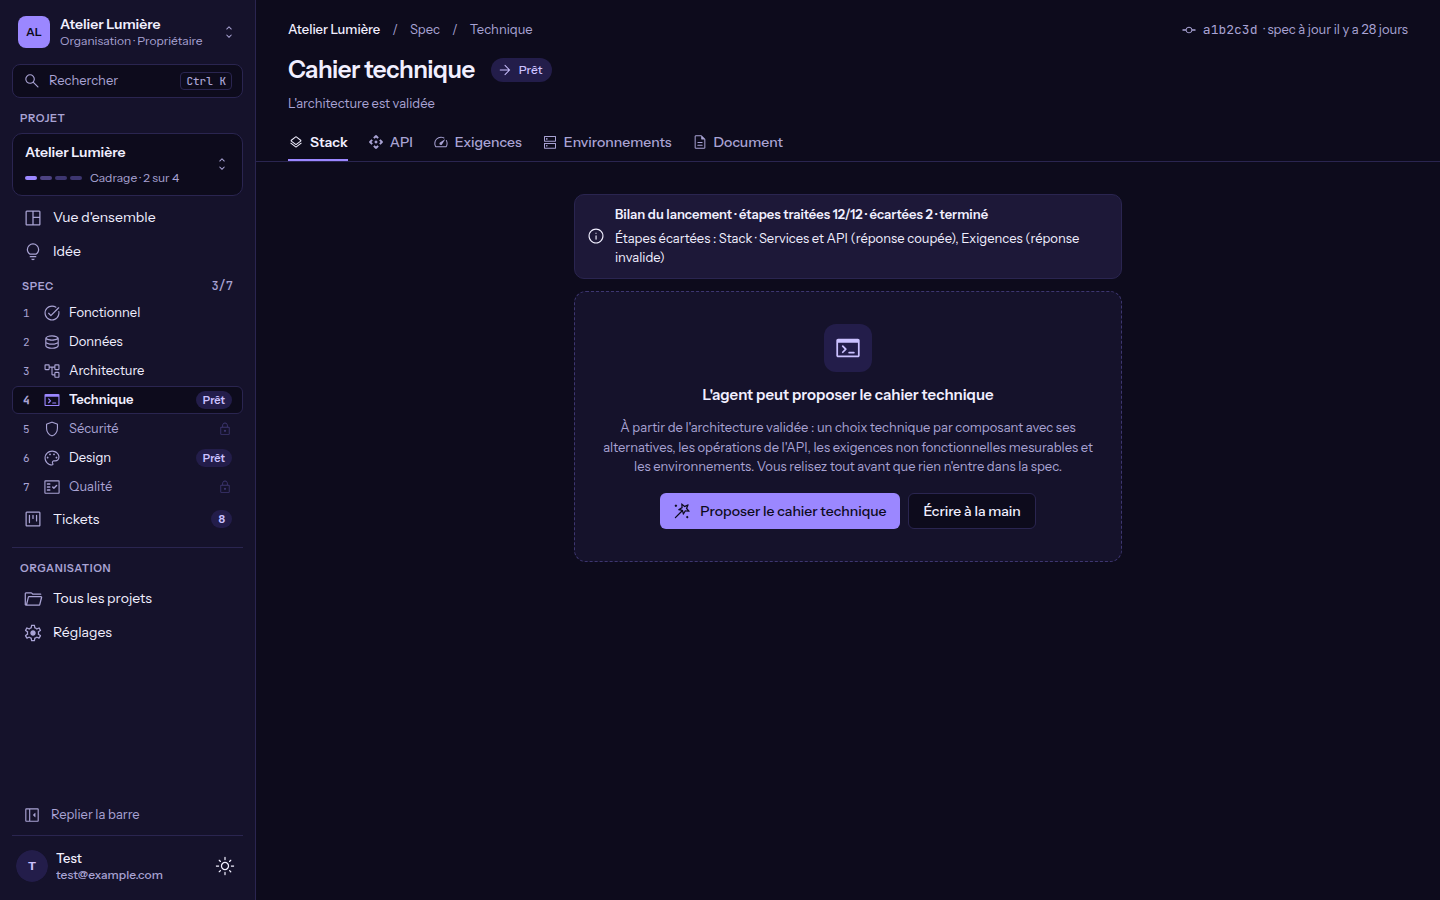 AL
Atelier Lumière
Organisation · Propriétaire
Rechercher
Ctrl K
PROJET
Atelier Lumière
Cadrage · 2 sur 4
Vue d'ensemble
Idée
SPEC
3/7
1 Fonctionnel
2 Données
3 Architecture
4 Technique Prêt
5 Sécurité
6 Design Prêt
7 Qualité
Tickets 8
ORGANISATION
Tous les projets
Réglages
Replier la barre
T
Test
test@example.com
Atelier Lumière / Spec / Technique
a1b2c3d · spec à jour il y a 28 jours
Cahier technique
Prêt
L'architecture est validée
Stack
API
Exigences
Environnements
Document
Bilan du lancement · étapes traitées 12/12 · écartées 2 · terminé
Étapes écartées : Stack · Services et API (réponse coupée), Exigences (réponse
invalide)
L'agent peut proposer le cahier technique
À partir de l'architecture validée : un choix technique par composant avec ses
alternatives, les opérations de l'API, les exigences non fonctionnelles mesurables et
les environnements. Vous relisez tout avant que rien n'entre dans la spec.
Proposer le cahier technique
Écrire à la main